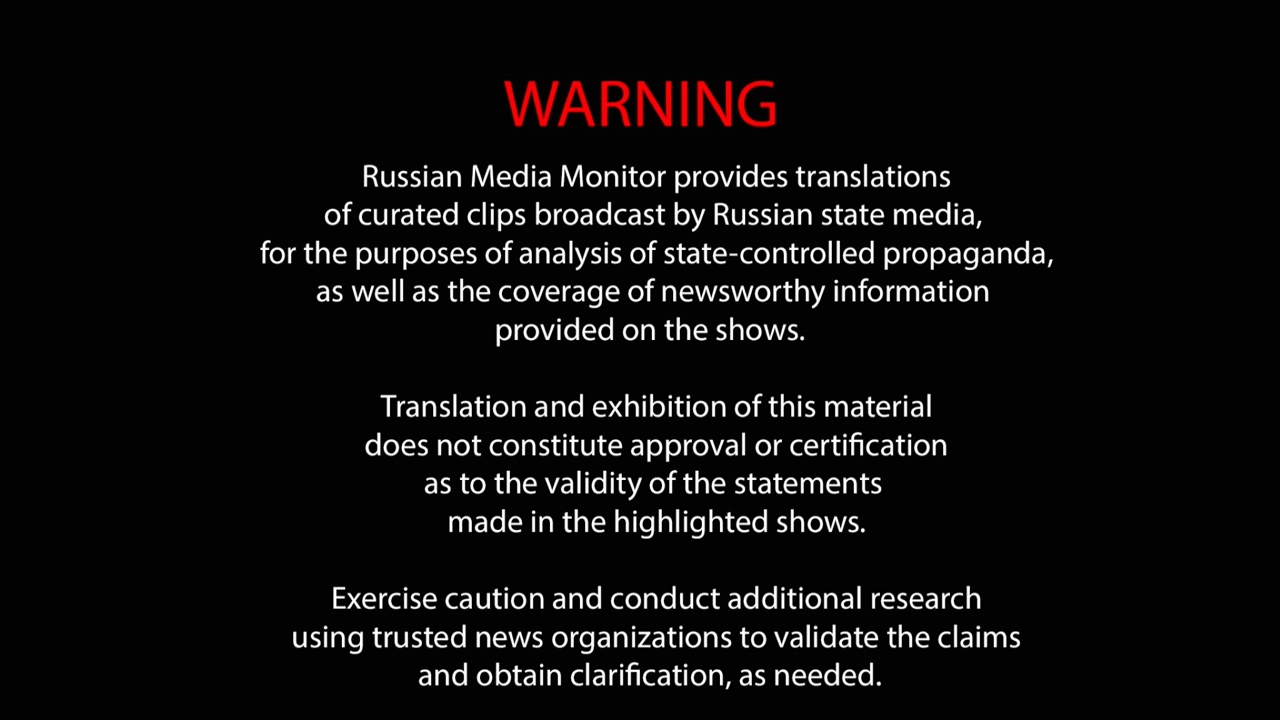 WARNING
Russian Media Monitor provides translations
of curated clips broadcast by Russian state media,
for the purposes of analysis of state-controlled propaganda,
as well as the coverage of newsworthy information
provided on the shows.
Translation and exhibition of this material
does not constitute approval or certification
as to the validity of the statements
made in the highlighted shows.
Exercise caution and conduct additional research
using trusted news organizations to validate the claims
and obtain clarification, as needed.